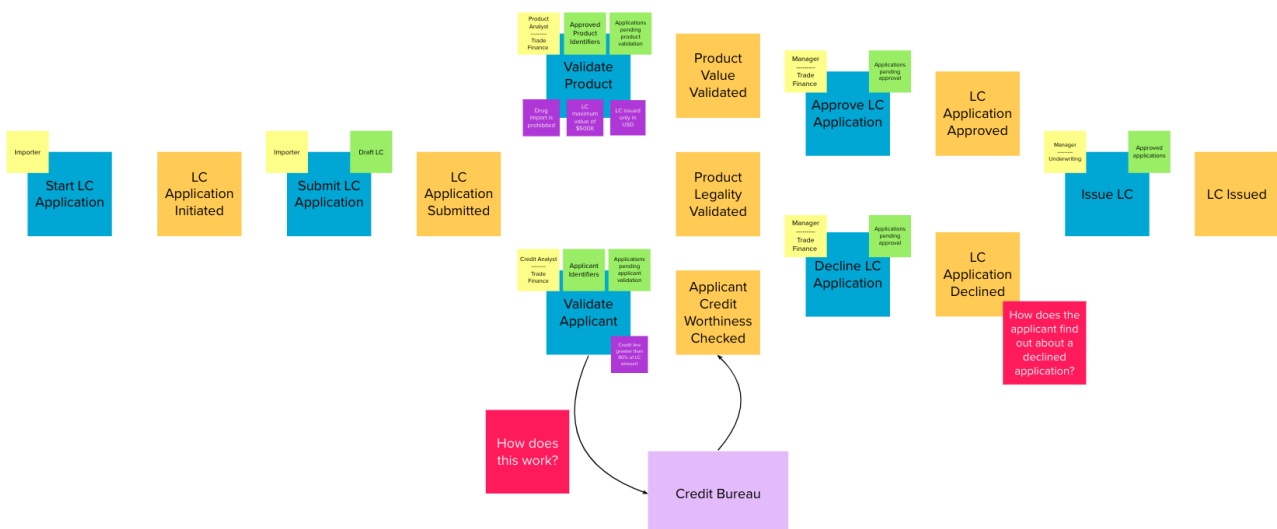 Importer
Start LC
Application
LC
Application
Initiated
Importer
Draft LC
Submit LC
Application
LC
Application
Submitted
Product
Analyst
--------
Trade
Finance
Approved
Product
Identifiers
Applications
pending
product
validation
Validate
Product
Drug
import is
prohibited
LC
maximum
value of
$500K
LC issued
only in
USD
Product
Value
Validated
Product
Legality
Validated
Credit Analyst
--------
Trade
Finance
Applicant
Identifiers
Applications
pending
applicant
validation
Validate
Applicant
Credit line
greater than
80% of LC
amount
Applicant
Credit
Worthiness
Checked
How does
this work?
Credit Bureau
Manager
--------
Trade
Finance
Applications
pending
approval
Approve LC
Application
LC
Application
Approved
Manager
--------
Trade
Finance
Applications
pending
approval
Decline LC
Application
LC
Application
Declined
How does the
applicant find
out about a
declined
application?
Manager
--------
Underwriting
Approved
applications
Issue LC
LC Issued